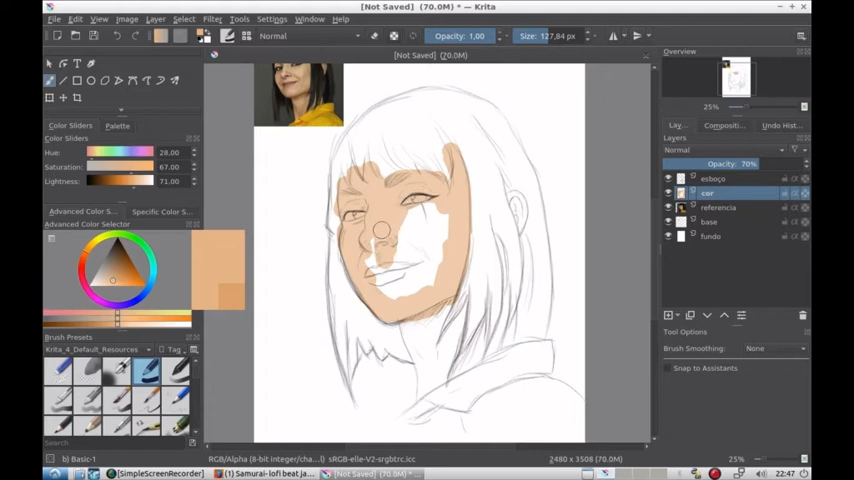 [Not Saved] (70.0M) * — Krita
File Edit View Image Layer Select Filter Tools Settings Window Help
Normal Opacity: 1,00 Size: 127,84 px
[Not Saved] (70.0M)
Overview
25%
Color Sliders Palette
Color Sliders
Hue: 28.00
Saturation: 67.00
Lightness: 71.00
Advanced Color S... Specific Color S...
Advanced Color Selector
Lay... Compositi... Undo Hist...
Layers
Normal
Opacity: 70%
esboço
cor
referencia
base
fundo
Tool Options
Brush Smoothing: None
Snap to Assistants
Brush Presets
Krita_4_Default_Resources Tag
Search
b) Basic-1 RGB/Alpha (8-bit integer/cha...) sRGB-elle-V2-srgbtrc.icc 2480 x 3508 (70.0M) 25%
[SimpleScreenRecorder] (1) Samurai- lofi beat ja... [Not Saved] (70.0M) *... 22:47